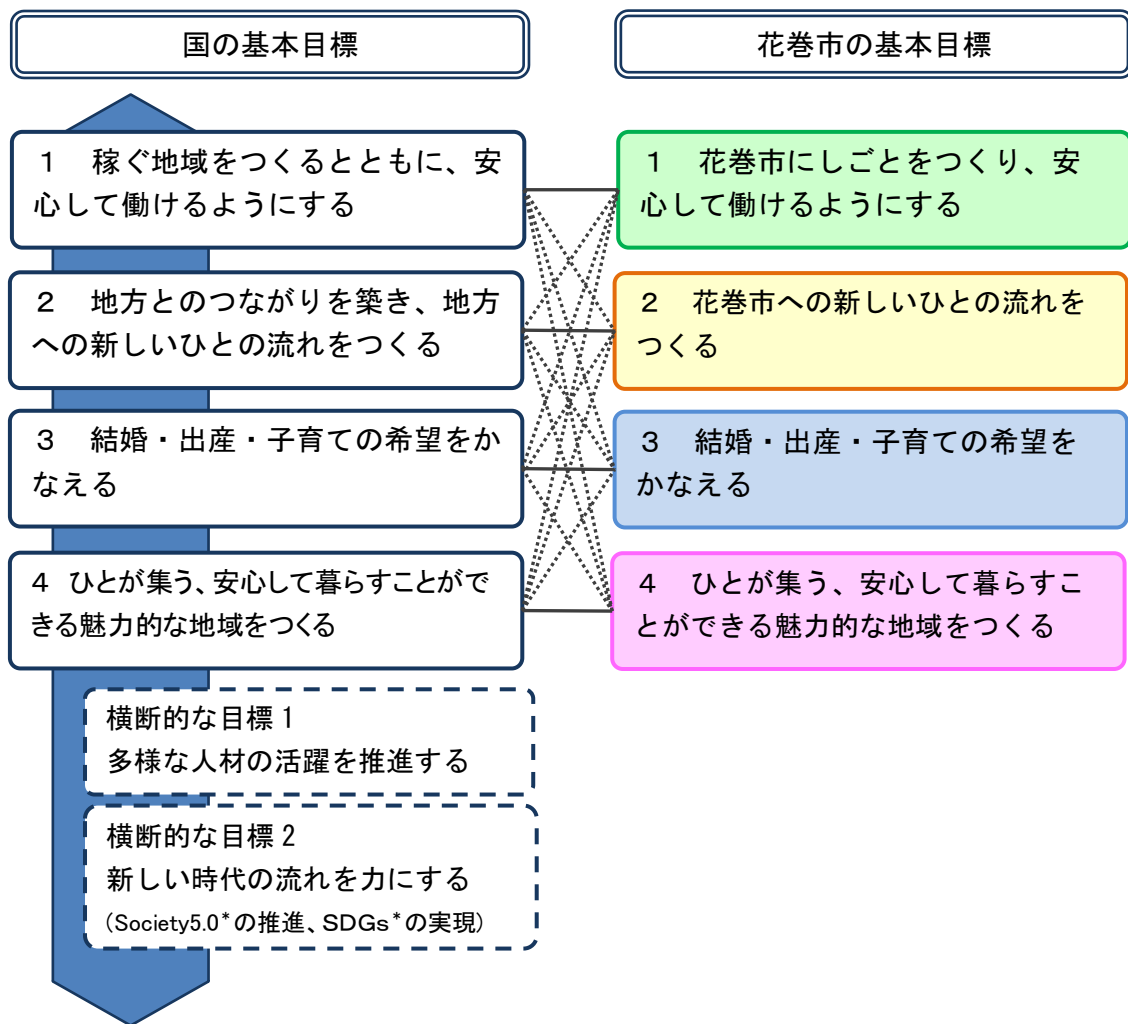 国の基本目標
花巻市の基本目標
１　稼ぐ地域をつくるとともに、安
心して働けるようにする
１　花巻市にしごとをつくり、安
心して働けるようにする
２　地方とのつながりを築き、地方
への新しいひとの流れをつくる
２　花巻市への新しいひとの流れを
つくる
３　結婚・出産・子育ての希望をか
なえる
３　結婚・出産・子育ての希望を
かなえる
４ ひとが集う、安心して暮らすことがで
きる魅力的な地域をつくる
４　ひとが集う、安心して暮らすこ
とができる魅力的な地域をつくる
横断的な目標 1
多様な人材の活躍を推進する
横断的な目標 2
新しい時代の流れを力にする
(Society5.0*の推進、SDGs*の実現)